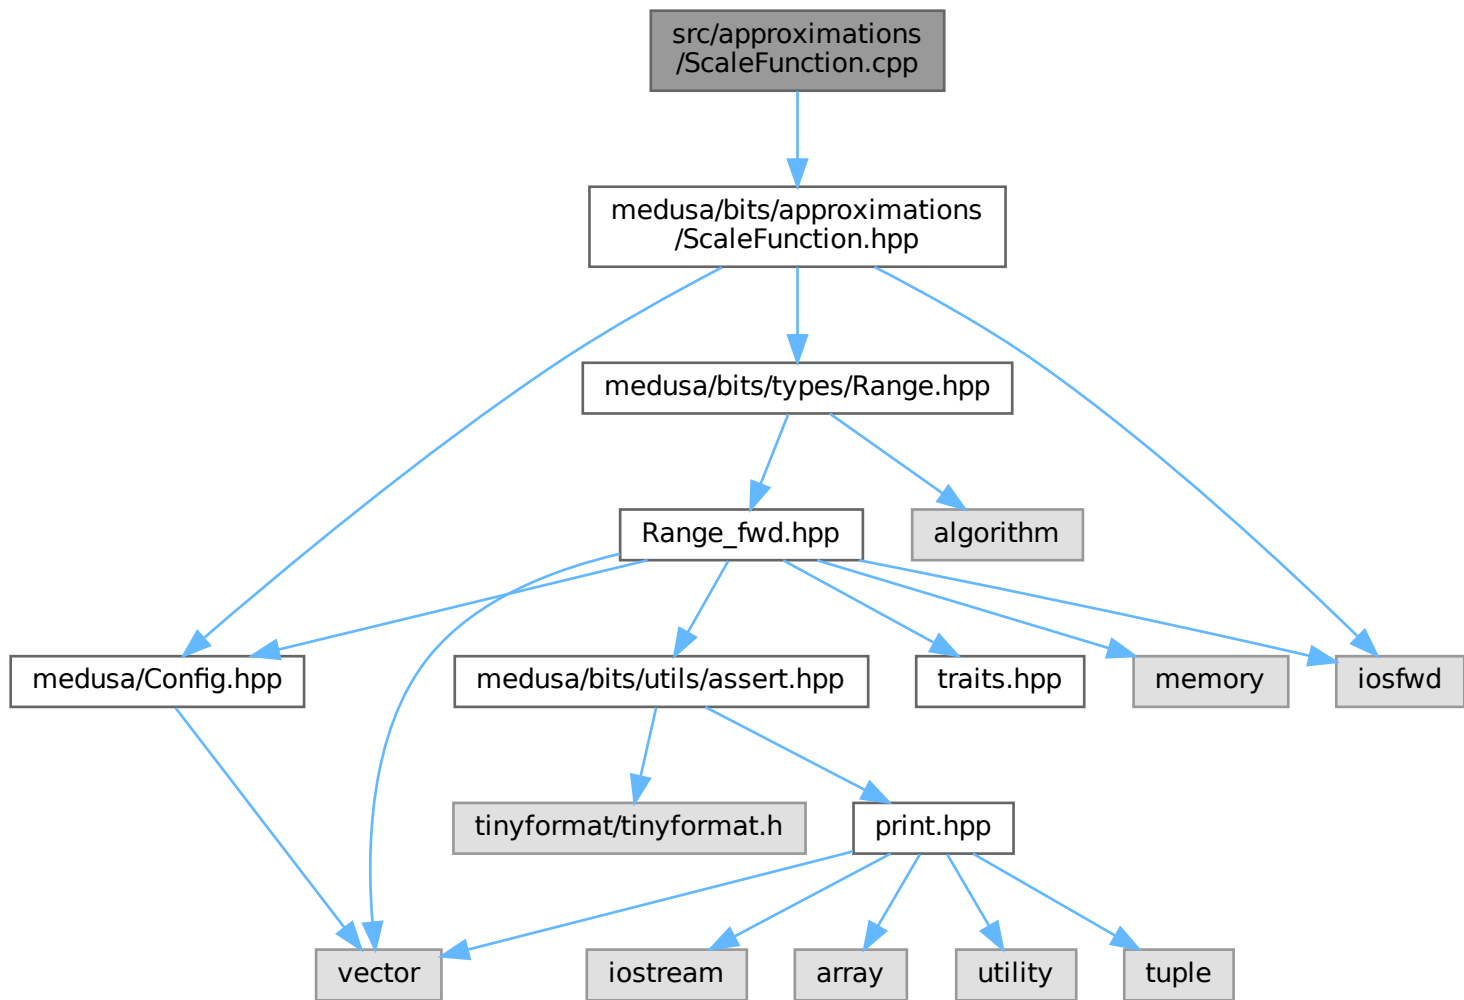 src/approximations
/ScaleFunction.cpp
medusa/bits/approximations
/ScaleFunction.hpp
medusa/bits/types/Range.hpp
Range_fwd.hpp
algorithm
medusa/Config.hpp
medusa/bits/utils/assert.hpp
traits.hpp
memory
iosfwd
tinyformat/tinyformat.h
print.hpp
vector
iostream
array
utility
tuple